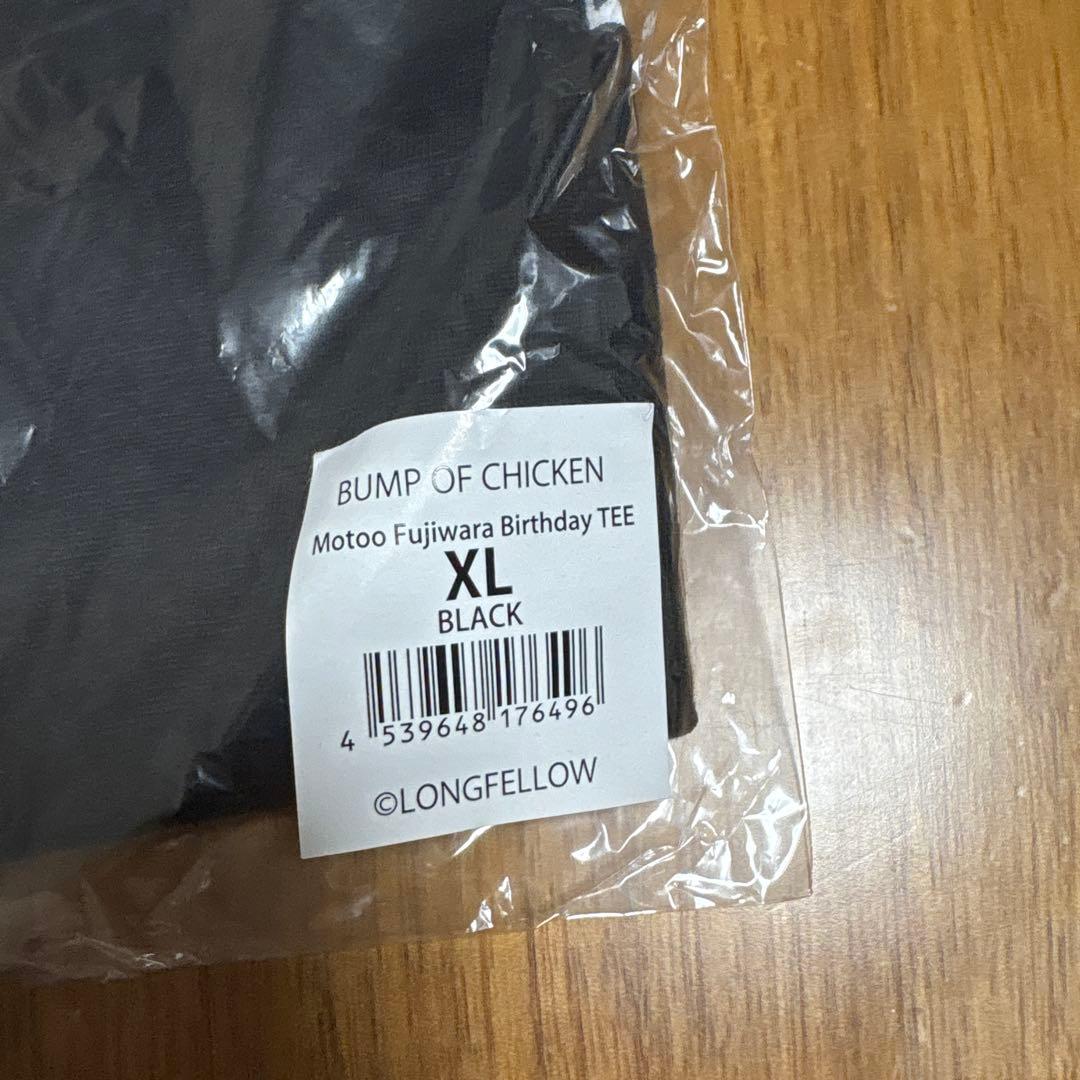 BUMP OF CHICKEN
Motoo Fujiwara Birthday TEE
XL
BLACK
4 539648 176496
©LONGFELLOW